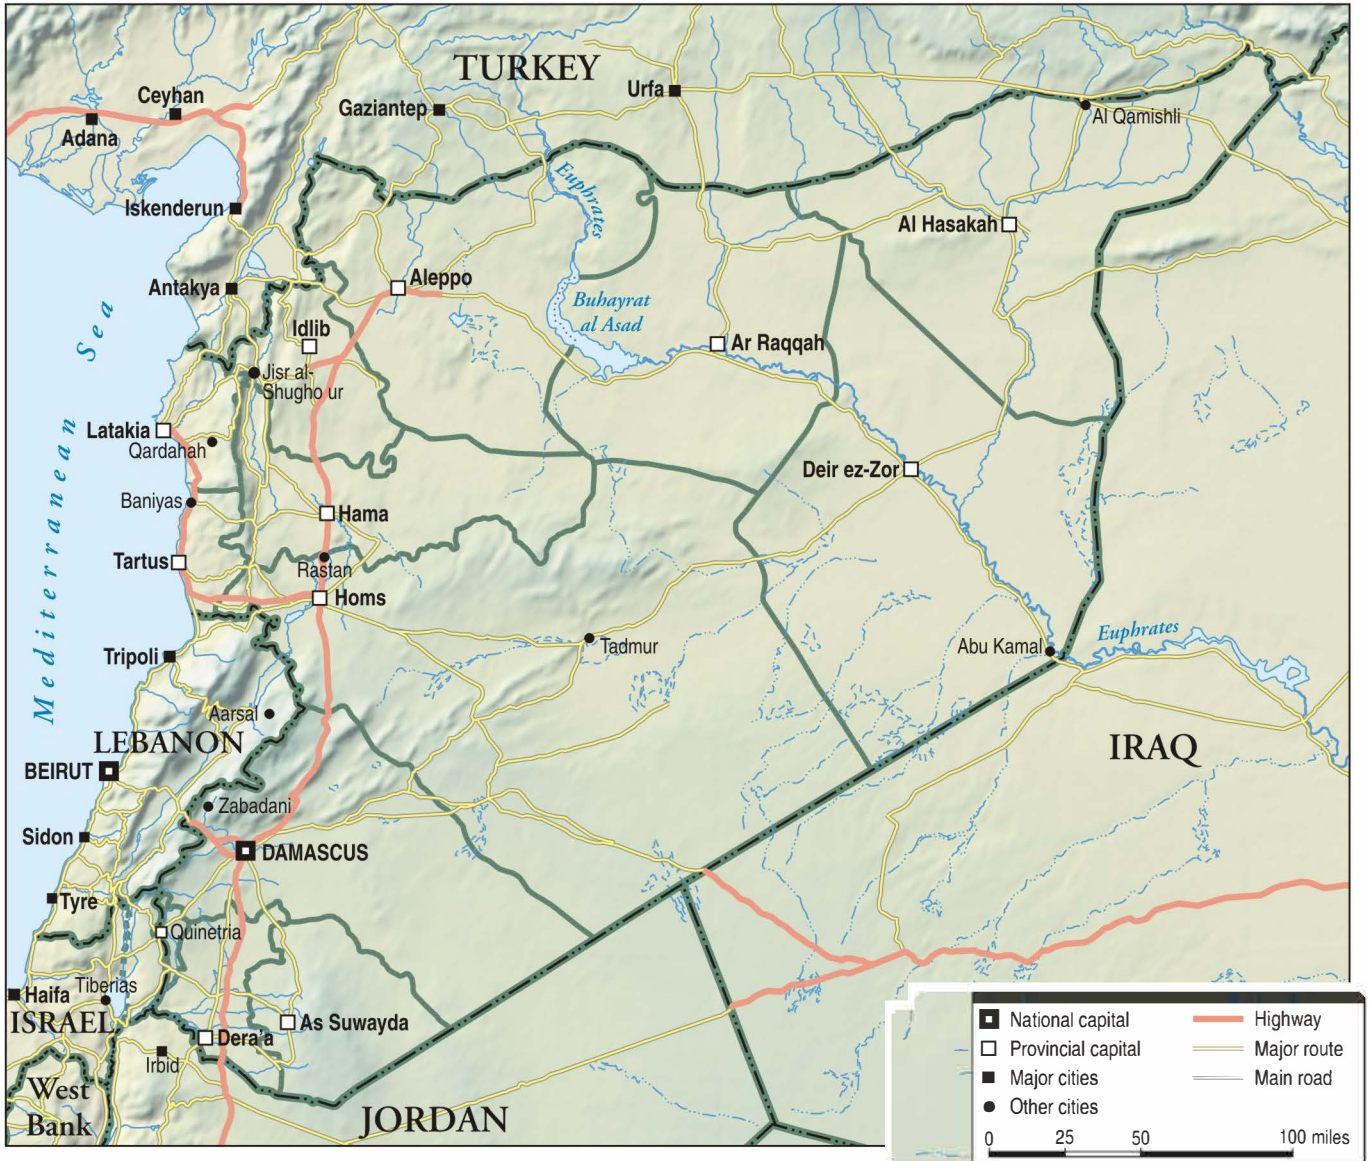 TURKEY
Ceyhan
Urfa
Gaziantep
Adana
Al Qamishli
Euphrates
Iskenderun
Al Hasakah
Antakya
Aleppo
Buhayrat
al Asad
Idlib
Ar Raqqah
Jisr al-
Shugho ur
Mediterranean Sea
Latakia
Qardahah
Deir ez-Zor
Baniyas
Hama
Tartus
Rastan
Homs
Tadmur
Abu Kamal
Euphrates
Tripoli
Aarsal
LEBANON
IRAQ
BEIRUT
Zabadani
Sidon
DAMASCUS
Tyre
Quinetria
Tiberias
Haifa
ISRAEL
As Suwayda
Dera'a
Irbid
West
Bank
JORDAN
National capital
Provincial capital
Major cities
Other cities
Highway
Major route
Main road
0 25 50 100 miles